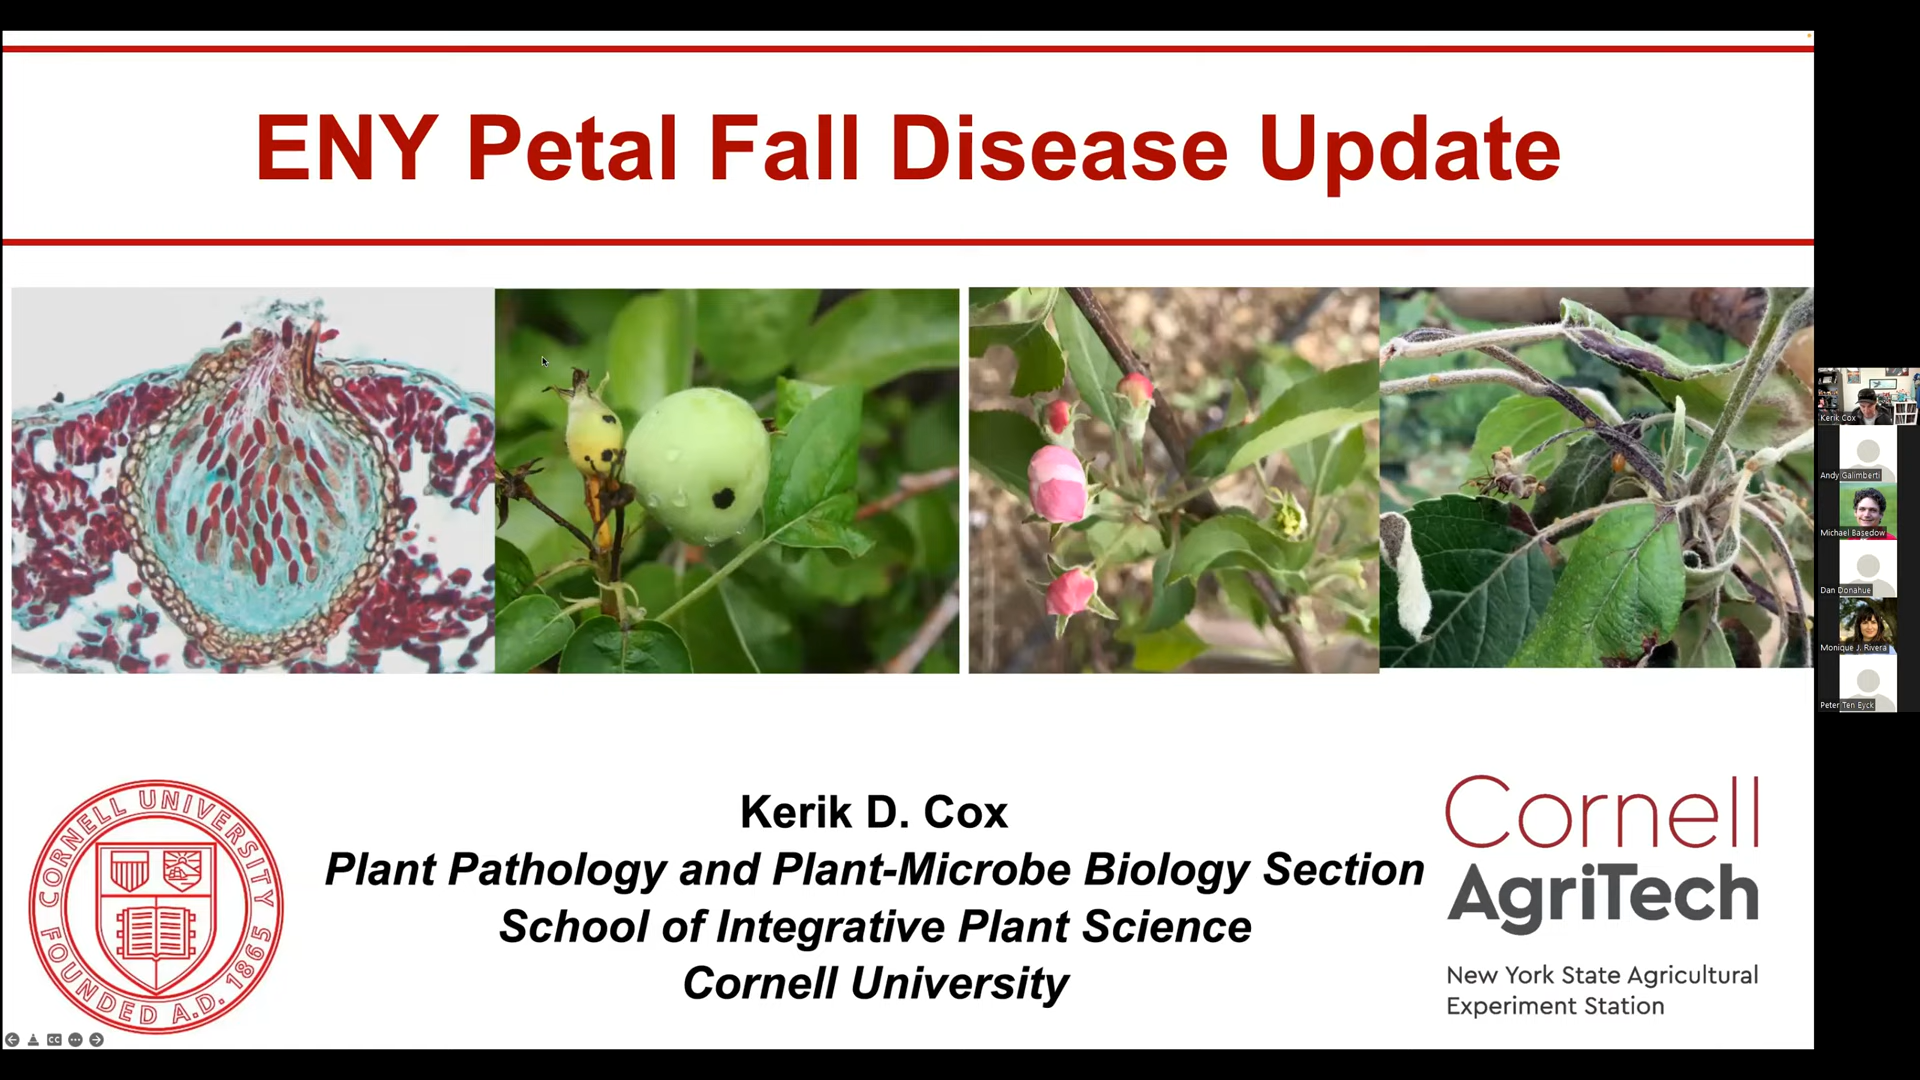 ENY Petal Fall Disease Update
Kerik Cox
Andy Galimberti
Michael Basedow
Dan Donahue
Monique J. Rivera
Peter Ten Eyck
Kerik D. Cox
Plant Pathology and Plant-Microbe Biology Section
School of Integrative Plant Science
Cornell University
CORNELL UNIVERSITY
FOUNDED A.D. 1865
Cornell
AgriTech
New York State Agricultural
Experiment Station
CC